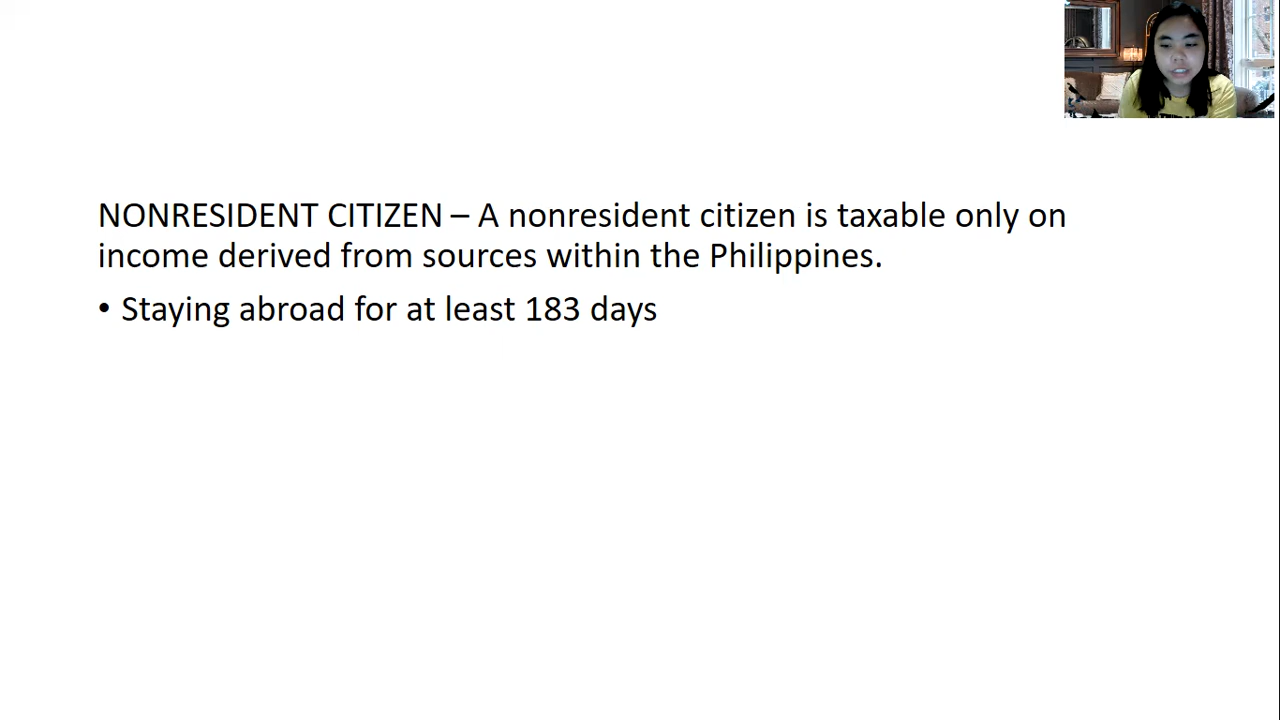 NONRESIDENT CITIZEN – A nonresident citizen is taxable only on
income derived from sources within the Philippines.
• Staying abroad for at least 183 days